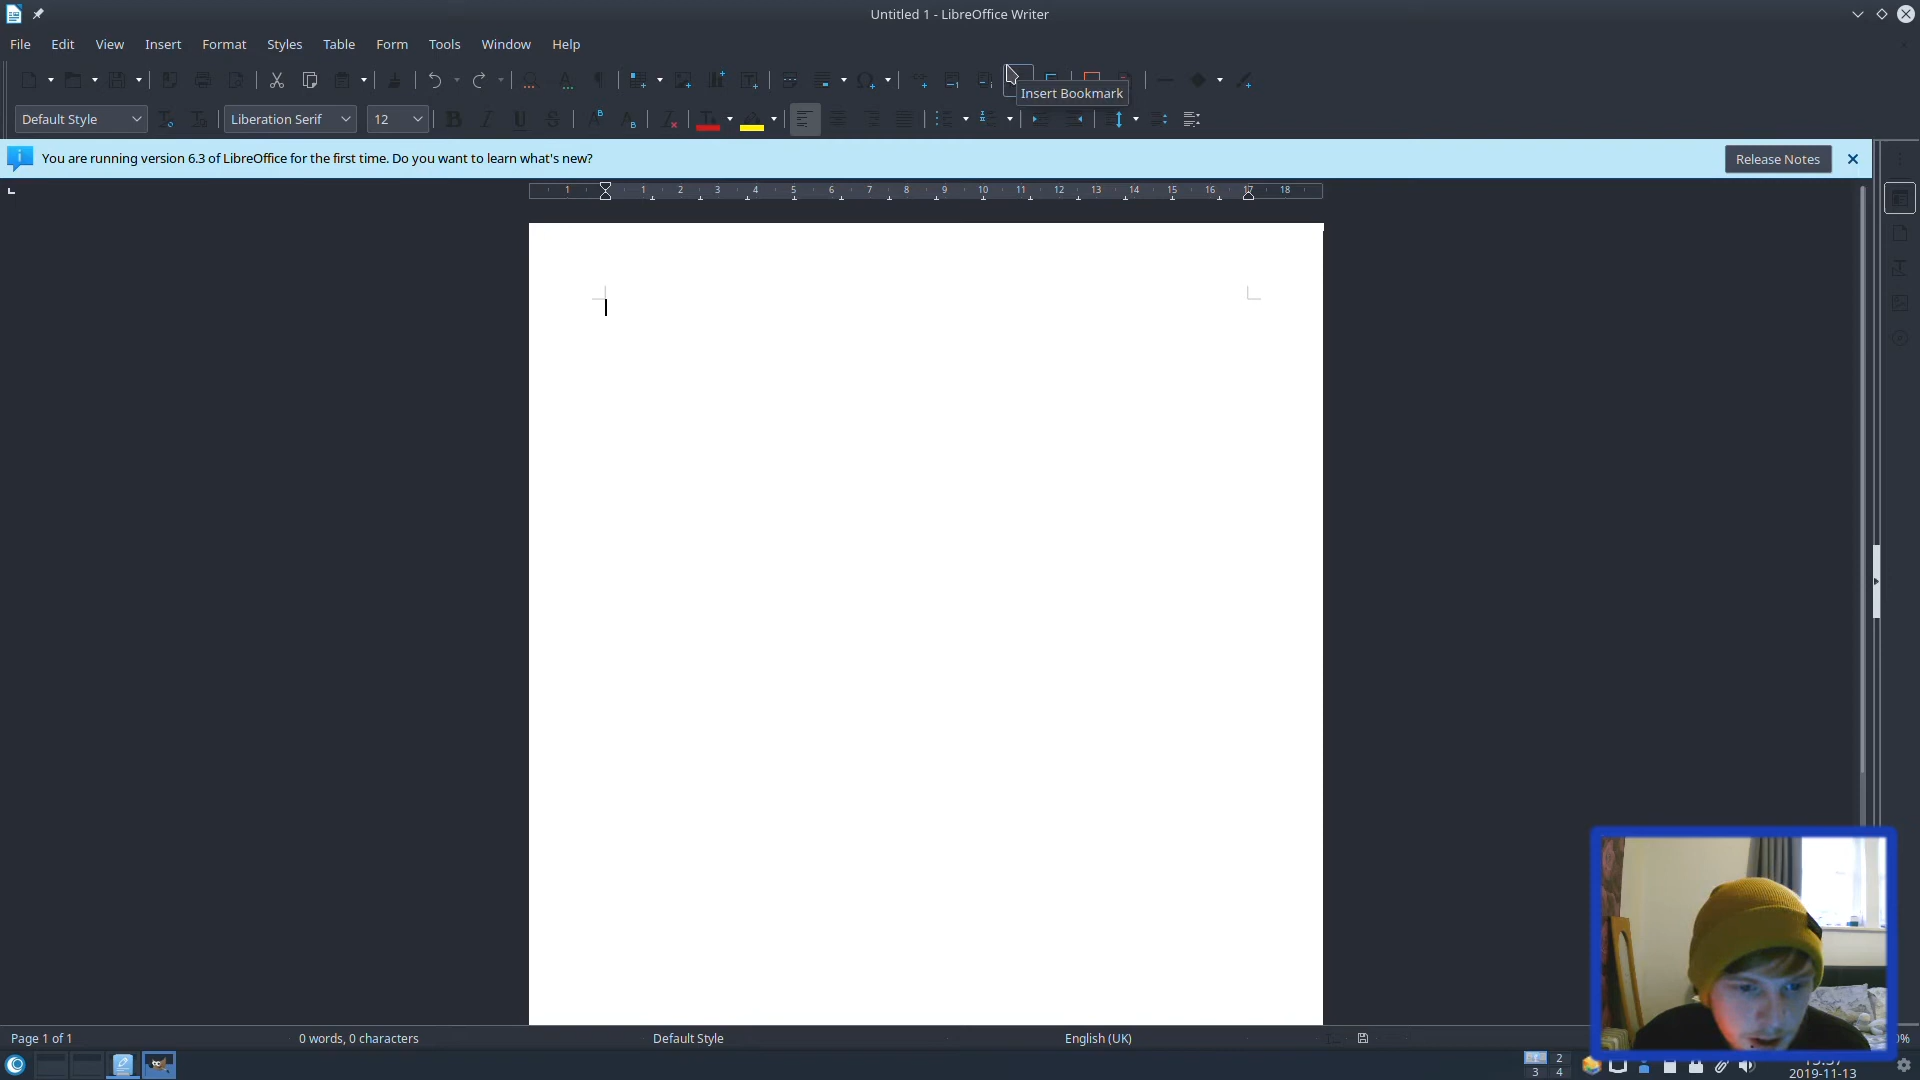 Untitled 1 - LibreOffice Writer
File Edit View Insert Format Styles Table Form Tools Window Help
Insert Bookmark
Default Style Liberation Serif 12
You are running version 6.3 of LibreOffice for the first time. Do you want to learn what's new? Release Notes
1 1 2 3 4 5 6 7 8 9 10 11 12 13 14 15 16 17 18
Page 1 of 1 0 words, 0 characters Default Style English (UK)
1 2
3 4
2019-11-13